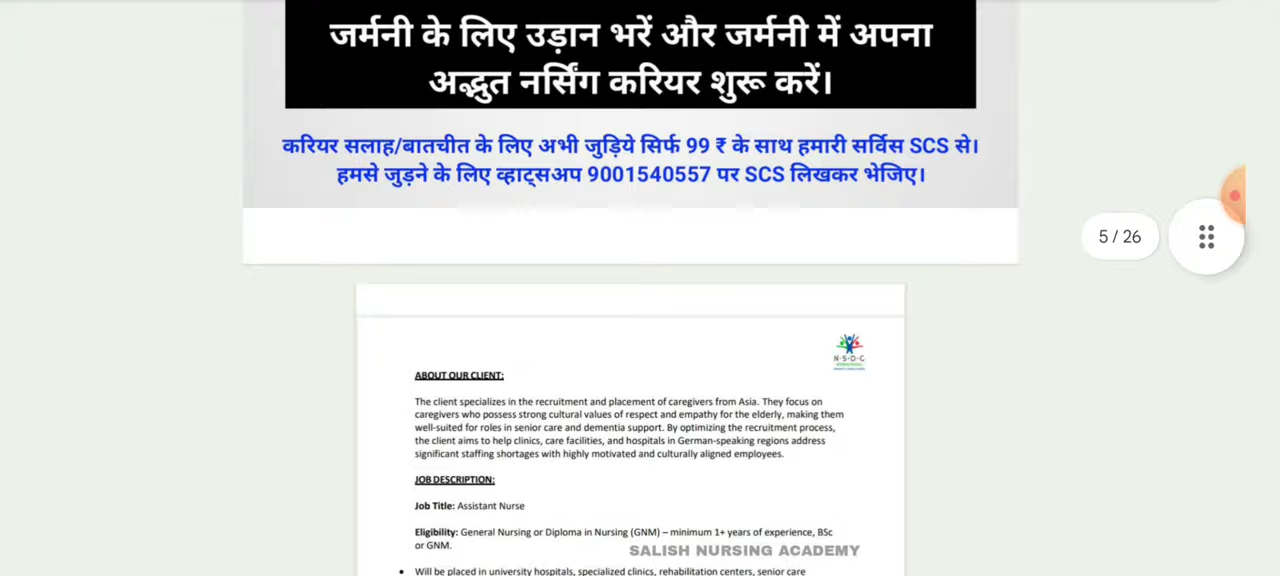 जर्मनी के लिए उड़ान भरें और जर्मनी में अपना
अद्भुत नर्सिंग करियर शुरू करें।
करियर सलाह/बातचीत के लिए अभी जुड़िये सिर्फ 99 ₹ के साथ हमारी सर्विस SCS से।
हमसे जुड़ने के लिए व्हाट्सअप 9001540557 पर SCS लिखकर भेजिए।
5 / 26
N·S·D·C
INTERNATIONAL
ABOUT OUR CLIENT:
The client specializes in the recruitment and placement of caregivers from Asia. They focus on
caregivers who possess strong cultural values of respect and empathy for the elderly, making them
well-suited for roles in senior care and dementia support. By optimizing the recruitment process,
the client aims to help clinics, care facilities, and hospitals in German-speaking regions address
significant staffing shortages with highly motivated and culturally aligned employees.
JOB DESCRIPTION:
Job Title: Assistant Nurse
Eligibility: General Nursing or Diploma in Nursing (GNM) – minimum 1+ years of experience, BSc
or GNM.
SALISH NURSING ACADEMY
• Will be placed in university hospitals, specialized clinics, rehabilitation centers, senior care